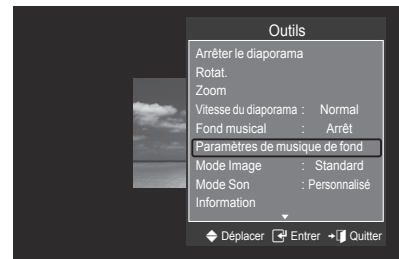 Outils
Arrêter le diaporama
Rotat.
Zoom
Vitesse du diaporama : Normal
Fond musical : Arrêt
Paramètres de musique de fond
Mode Image : Standard
Mode Son : Personnalisé
Information
Déplacer Entrer Quitter